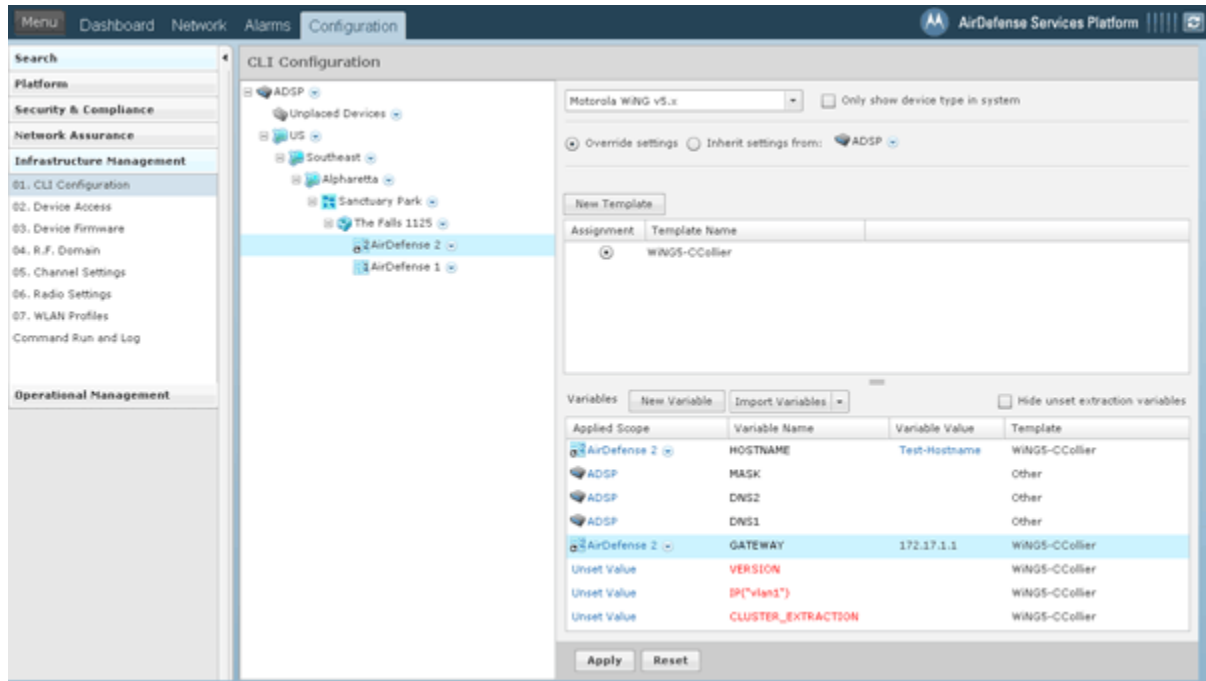 Menu Dashboard Network Alarms Configuration AirDefense Services Platform
Search
Platform
Security & Compliance
Network Assurance
Infrastructure Management
01. CLI Configuration
02. Device Access
03. Device Firmware
04. R.F. Domain
05. Channel Settings
06. Radio Settings
07. WLAN Profiles
Command Run and Log
Operational Management
CLI Configuration
ADSP
Unplaced Devices
US
Southeast
Alpharetta
Sanctuary Park
The Falls 1125
AirDefense 2
AirDefense 1
Motorola WiNG v5.x Only show device type in system
Override settings Inherit settings from: ADSP
New Template
Assignment Template Name
WiNG5-CCollier
Variables New Variable Import Variables Hide unset extraction variables
Applied Scope Variable Name Variable Value Template
AirDefense 2 HOSTNAME Test-Hostname WiNG5-CCollier
ADSP MASK Other
ADSP DNS2 Other
ADSP DNS1 Other
AirDefense 2 GATEWAY 172.17.1.1 WiNG5-CCollier
Unset Value VERSION WiNG5-CCollier
Unset Value IP("vlan1") WiNG5-CCollier
Unset Value CLUSTER_EXTRACTION WiNG5-CCollier
Apply Reset